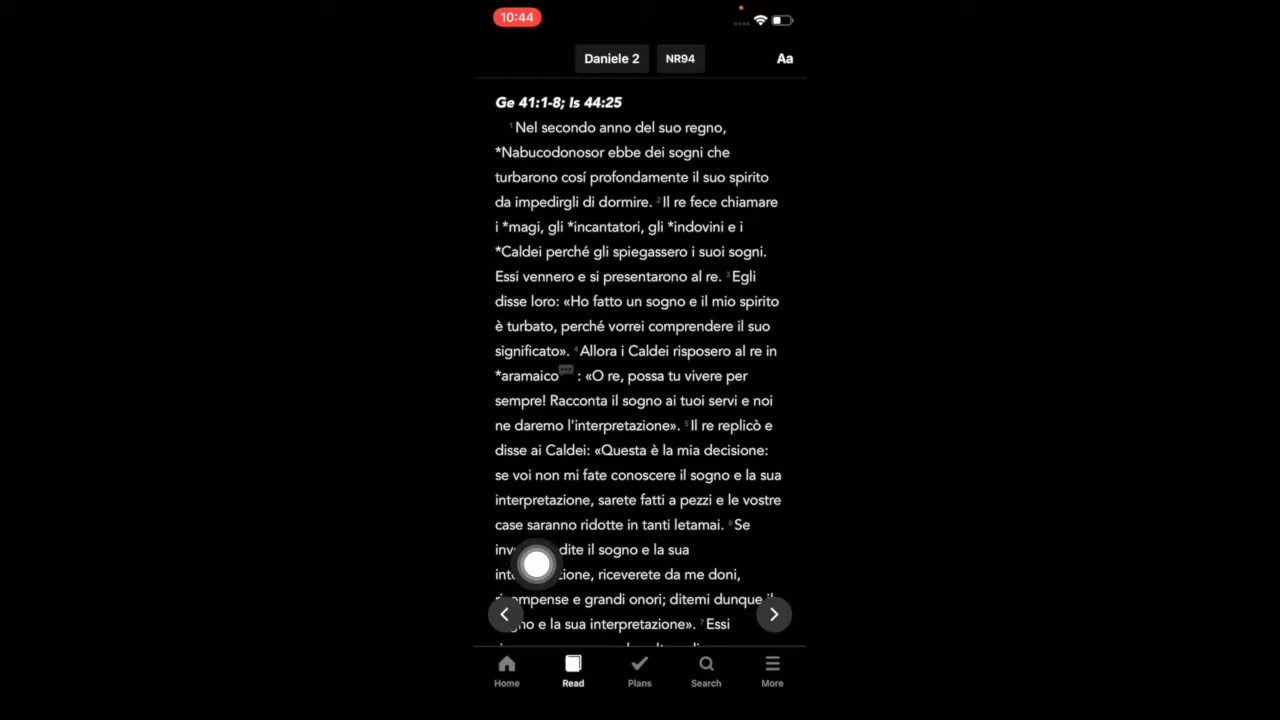 10:44
Daniele 2
NR94
Aa
Ge 41:1-8; Is 44:25
1 Nel secondo anno del suo regno,
*Nabucodonosor ebbe dei sogni che
turbarono cosí profondamente il suo spirito
da impedirgli di dormire. 2 Il re fece chiamare
i *magi, gli *incantatori, gli *indovini e i
*Caldei perché gli spiegassero i suoi sogni.
Essi vennero e si presentarono al re. 3 Egli
disse loro: «Ho fatto un sogno e il mio spirito
è turbato, perché vorrei comprendere il suo
significato». 4 Allora i Caldei risposero al re in
*aramaico : «O re, possa tu vivere per
sempre! Racconta il sogno ai tuoi servi e noi
ne daremo l'interpretazione». 5 Il re replicò e
disse ai Caldei: «Questa è la mia decisione:
se voi non mi fate conoscere il sogno e la sua
interpretazione, sarete fatti a pezzi e le vostre
case saranno ridotte in tanti letamai. 6 Se
il sogno e la sua
riceverete da me doni,
e grandi onori; ditemi dunque il
e la sua interpretazione». 7 Essi
Home
Read
Plans
Search
More